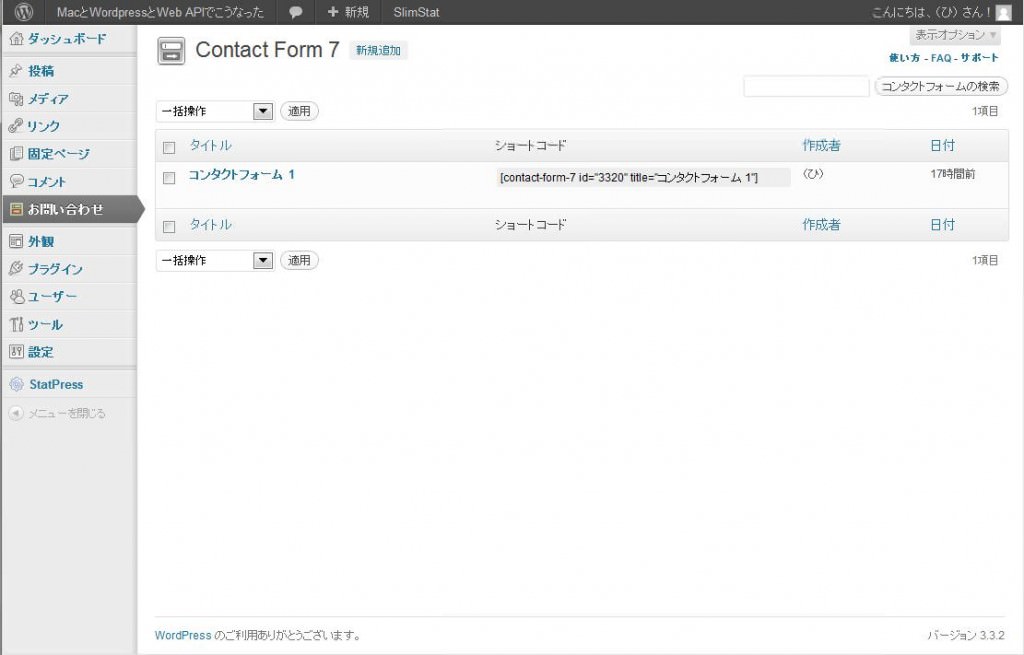 MacとWordpressとWeb APIでこうなった + 新規 SlimStat こんにちは、(ひ) さん！
ダッシュボード
投稿
メディア
リンク
固定ページ
コメント
お問い合わせ
外観
プラグイン
ユーザー
ツール
設定
StatPress
メニューを閉じる
表示オプション
Contact Form 7 新規追加
使い方 - FAQ - サポート
コンタクトフォームの検索
一括操作 適用 1項目
タイトル ショートコード 作成者 日付
コンタクトフォーム 1 [contact-form-7 id="3320" title="コンタクトフォーム 1"] (ひ) 17時間前
タイトル ショートコード 作成者 日付
一括操作 適用 1項目
WordPress のご利用ありがとうございます。 バージョン 3.3.2